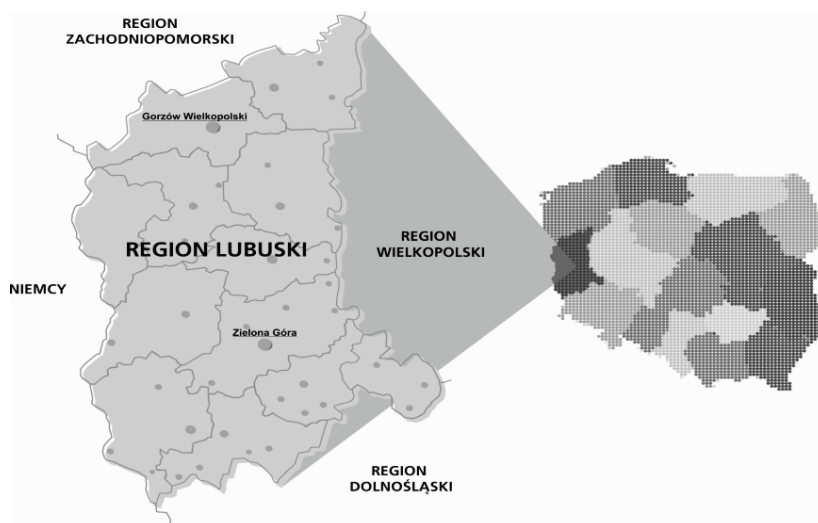 REGION
ZACHODNIOPOMORSKI
Gorzów Wielkopolski
REGION LUBUSKI
REGION
WIELKOPOLSKI
NIEMCY
Zielona Góra
REGION
DOLNOŚLĄSKI